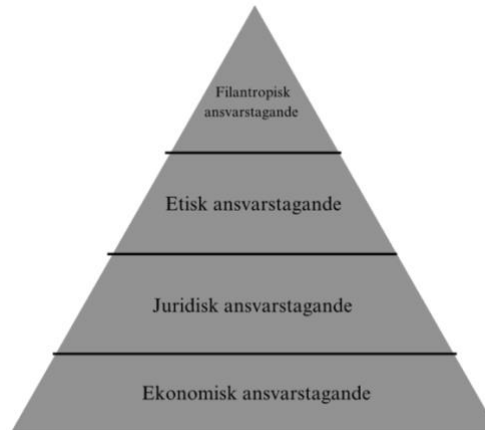 Filantropisk
ansvarstagande
Etisk ansvarstagande
Juridisk ansvarstagande
Ekonomisk ansvarstagande